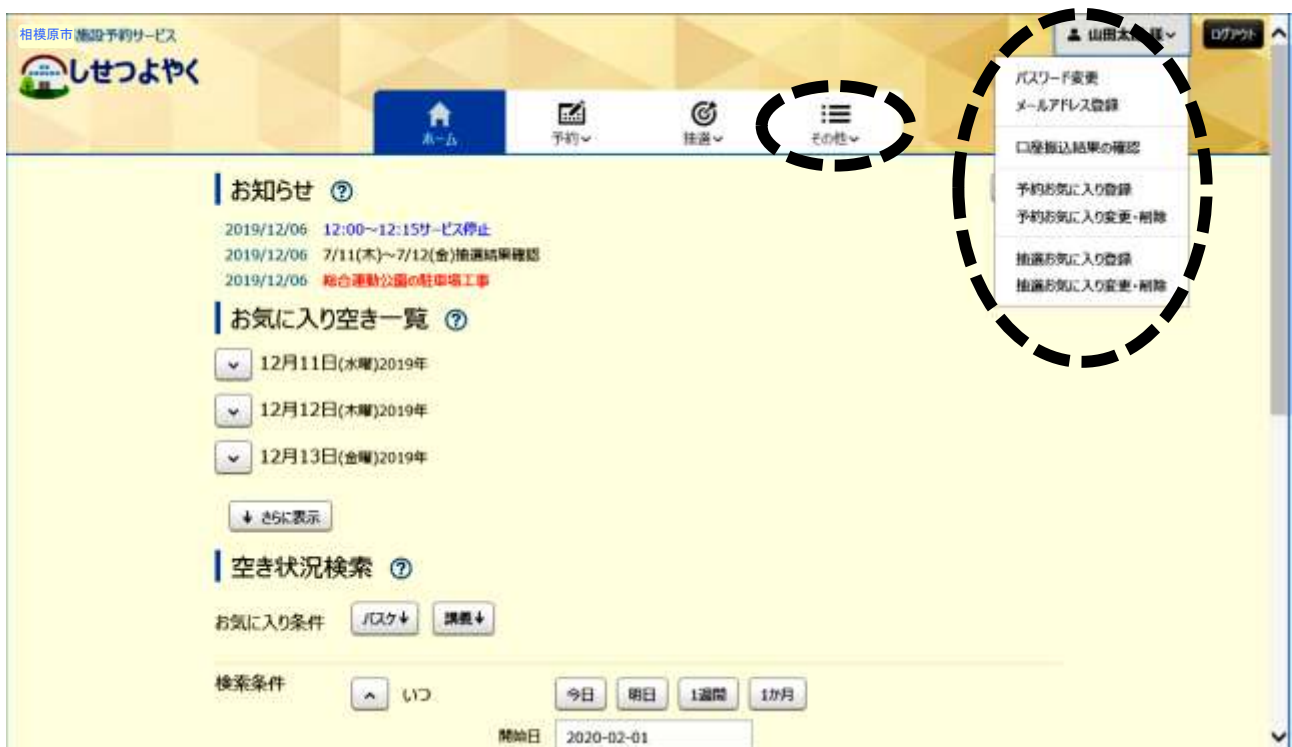 相模原市施設予約サービス
しせつよやく
山田太郎 様
ログアウト
ホーム
予約
抽選
その他
パスワード変更
メールアドレス登録
口座振込結果の確認
予約お気に入り登録
予約お気に入り変更・削除
抽選お気に入り登録
抽選お気に入り変更・削除
お知らせ
2019/12/06 12:00～12:15サービス停止
2019/12/06 7/11(木)～7/12(金)抽選結果確認
2019/12/06 総合運動公園の駐車場工事
お気に入り空き一覧
12月11日(水曜)2019年
12月12日(木曜)2019年
12月13日(金曜)2019年
さらに表示
空き状況検索
お気に入り条件 バスケ 講義
検索条件 いつ 今日 明日 1週間 1か月
開始日 2020-02-01